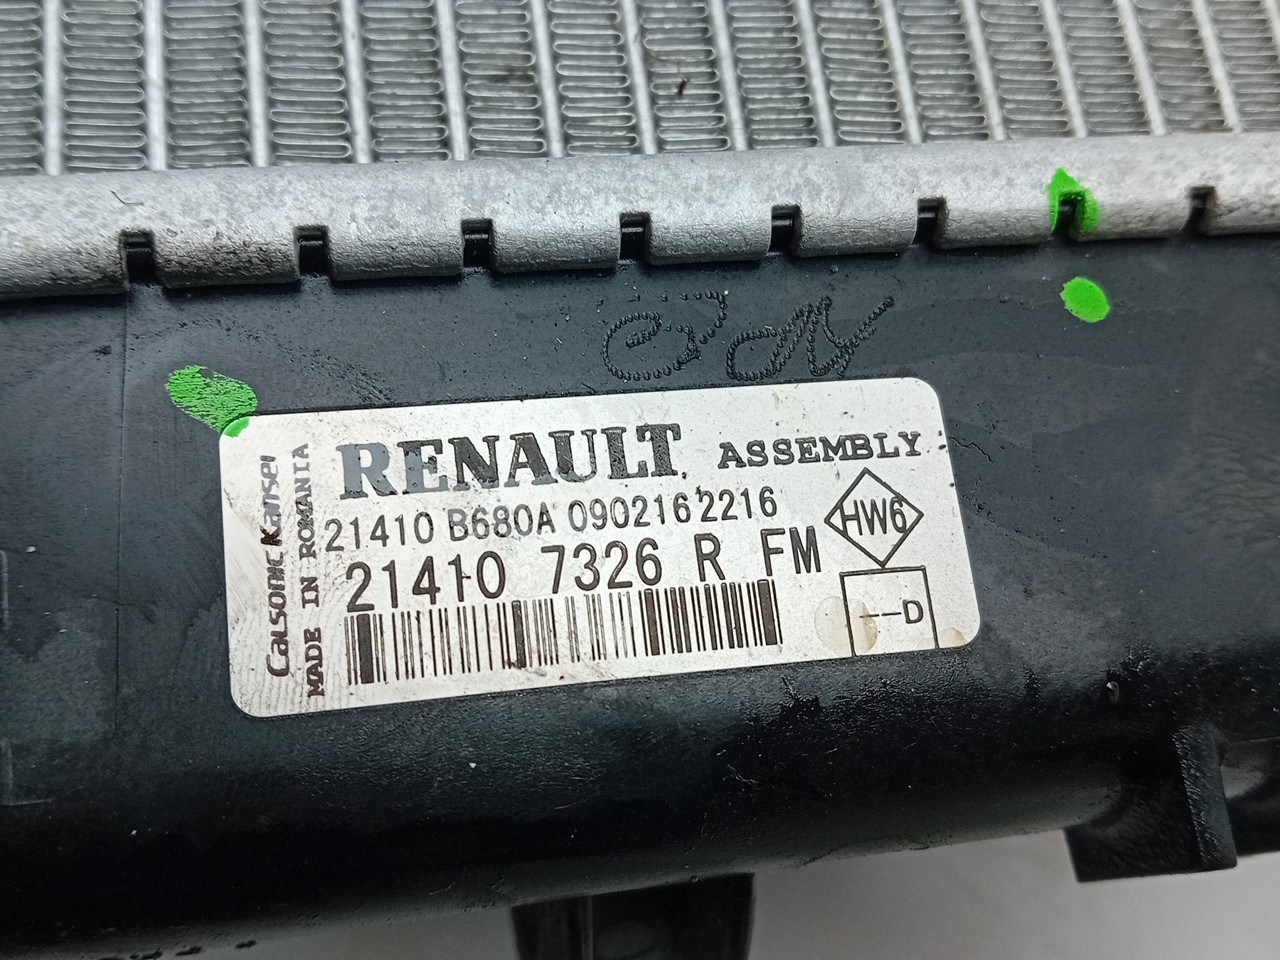 RENAULT ASSEMBLY
21410 B680A 0902162216
21410 7326 R FM
HW6
--D
Calsonic Kansei
MADE IN ROMANIA